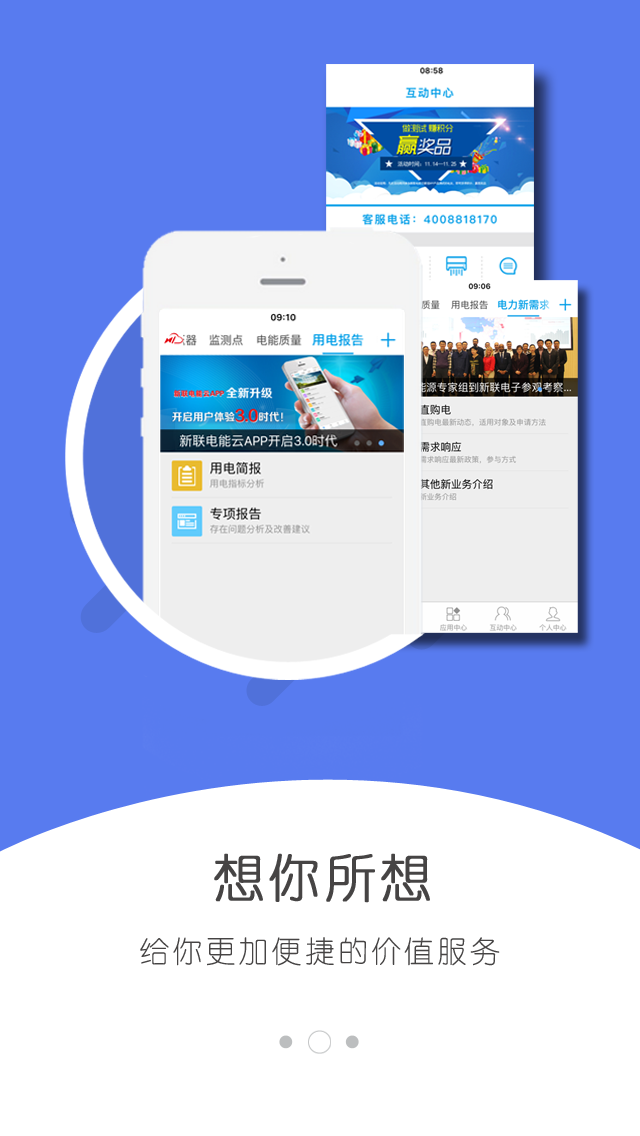 08:58
互动中心
做测试 赚积分
赢奖品
★ 活动时间：11.14—11.25 ★
客服电话：4008818170
09:06
质量 用电报告 电力新需求 +
能源专家组到新联电子参观考察...
直购电
直购电最新动态，适用对象及申请方法
需求响应
需求响应最新政策，参与方式
其他新业务介绍
新业务介绍
应用中心 互动中心 个人中心
09:10
器 监测点 电能质量 用电报告 +
新联电能云APP 全新升级
开启用户体验3.0时代!
新联电能云APP开启3.0时代
用电简报
用电指标分析
专项报告
存在问题分析及改善建议
想你所想
给你更加便捷的价值服务